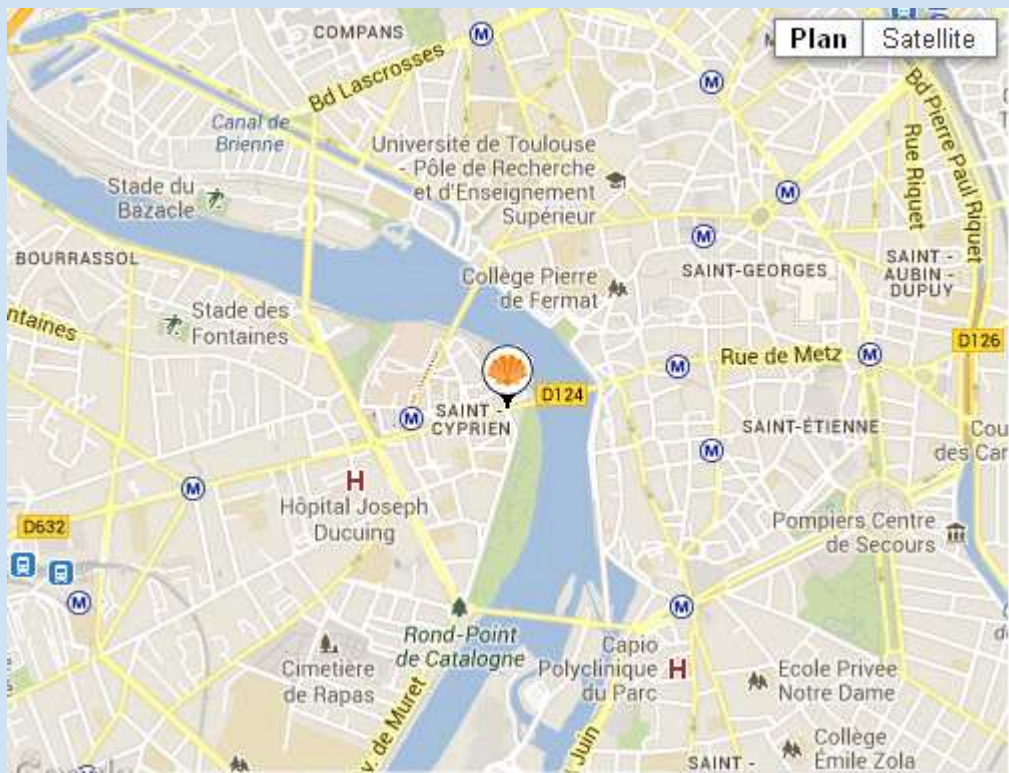 COMPANS
M
Plan
Satellite
M
Bd Lascrosses
Bd Pierre Paul Riquet
Canal de
Brienne
Université de Toulouse
- Pôle de Recherche
et d'Enseignement
Supérieur
Rue Riquet
Stade du
Bazacle
M
M
BOURRASSOL
SAINT-GEORGES
SAINT -
AUBIN -
DUPUY
Collège Pierre
de Fermat
Stade des
Fontaines
ntaines
D126
Rue de Metz
M
M
D124
M
SAINT -
CYPRIEN
SAINT-ÉTIENNE
Cou
des Car
M
H
M
Hôpital Joseph
Ducuing
D632
Pompiers Centre
de Secours
M
M
Rond-Point
de Catalogne
Capio
Polyclinique
du Parc
H
Cimetiere
de Rapas
Ecole Privee
Notre Dame
v. de Muret
Juin
Collège
Émile Zola
SAINT -